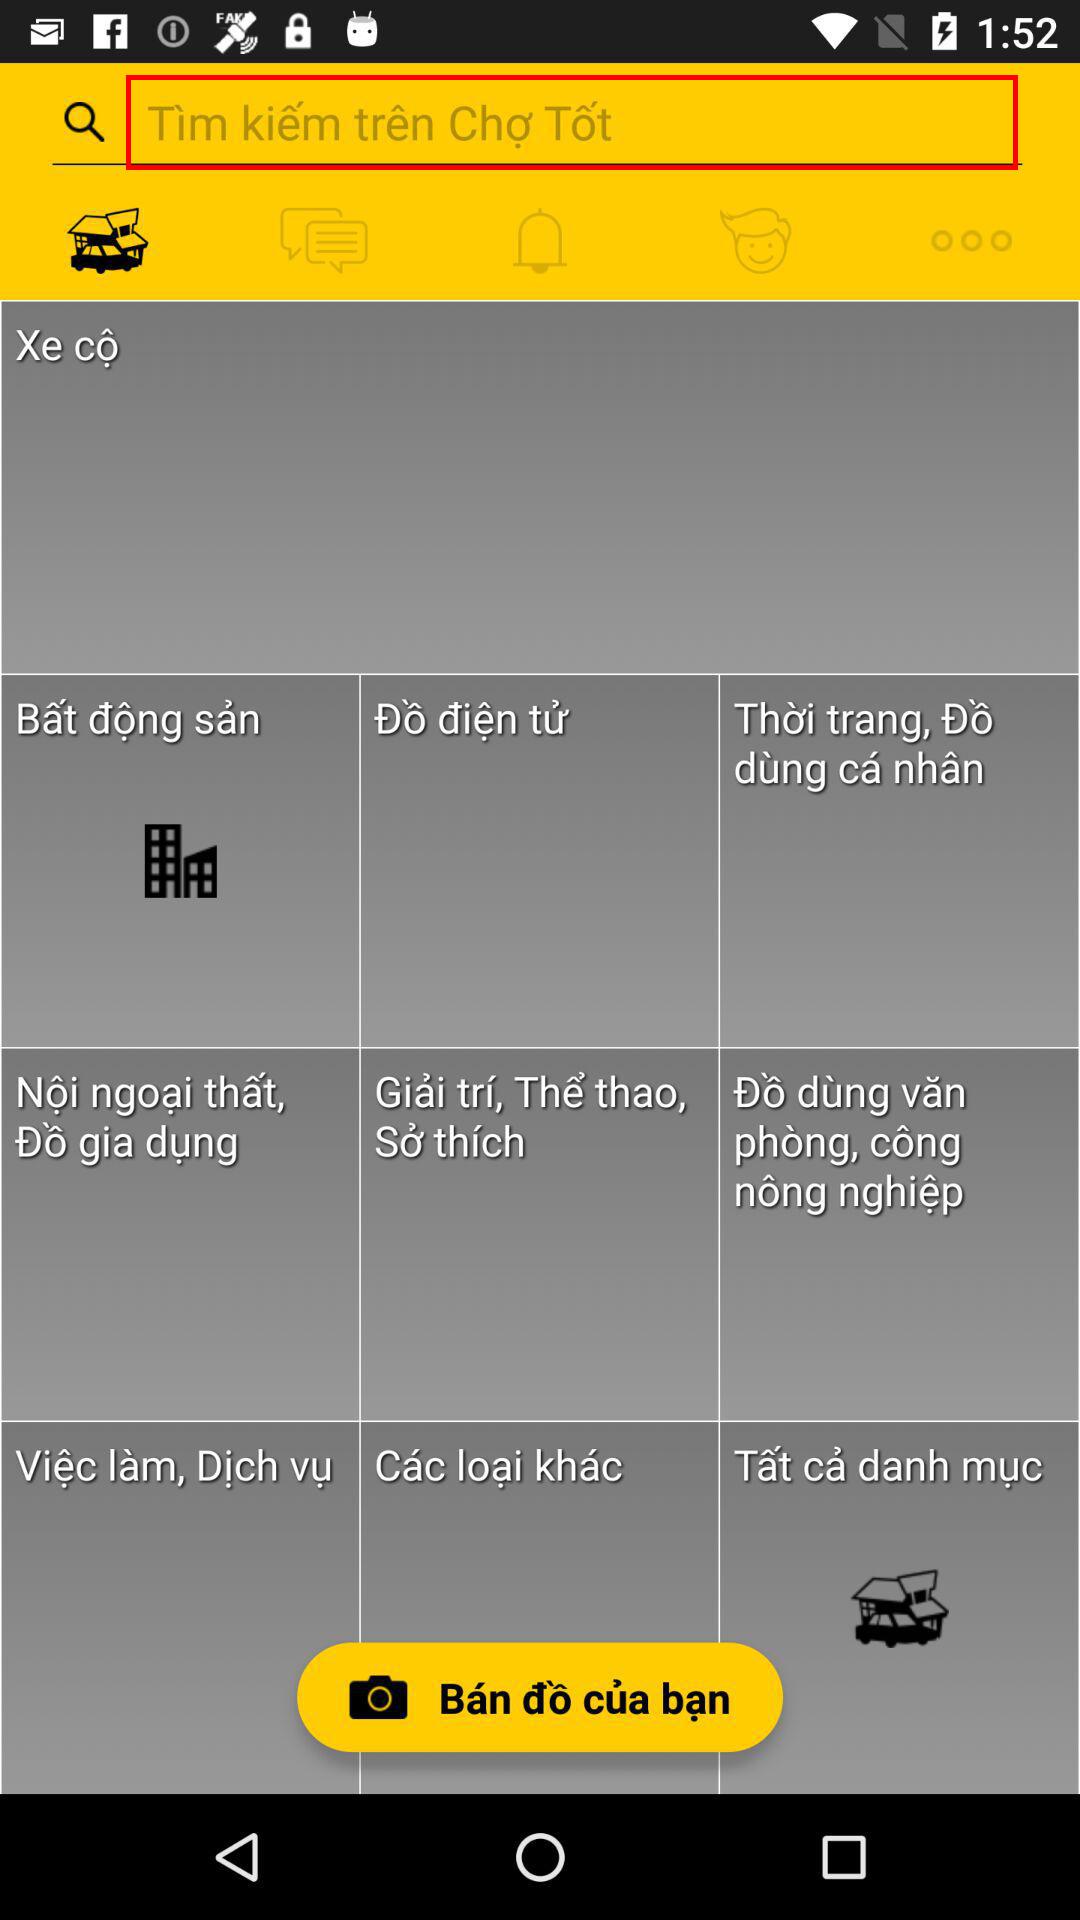 FAKE
1:52
Tìm kiếm trên Chợ Tốt
Xe cộ
Bất động sản
Đồ điện tử
Thời trang, Đồ
dùng cá nhân
Nội ngoại thất,
Đồ gia dụng
Giải trí, Thể thao,
Sở thích
Đồ dùng văn
phòng, công
nông nghiệp
Việc làm, Dịch vụ
Các loại khác
Tất cả danh mục
Bán đồ của bạn